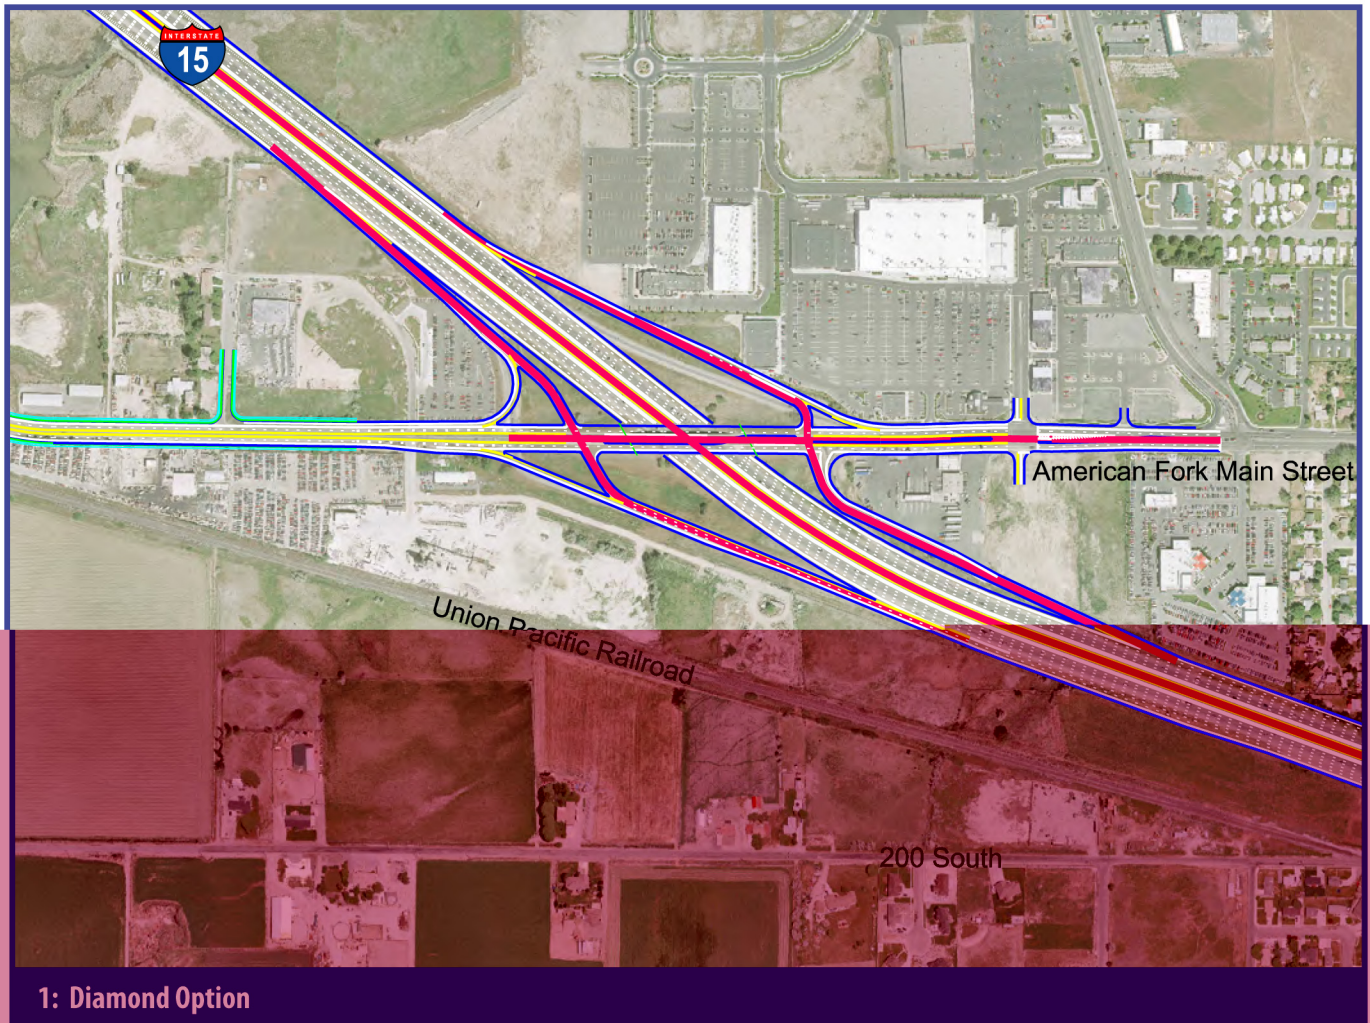 INTERSTATE
15
American Fork Main Street
Union Pacific Railroad
200 South
1: Diamond Option